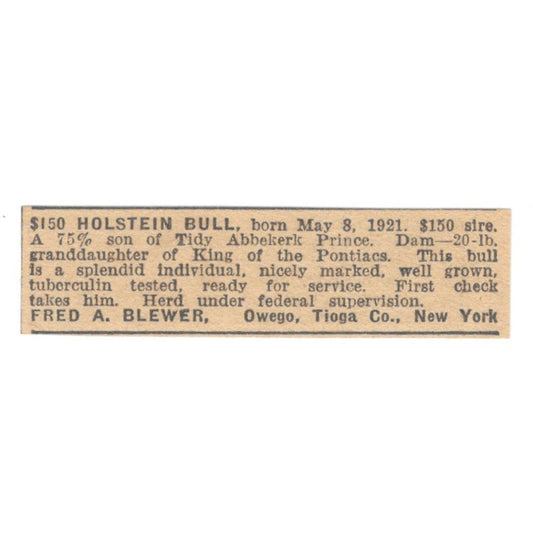 $150 HOLSTEIN BULL, born May 8, 1921. $150 sire.
A 75% son of Tidy Abbekerk Prince. Dam—20-lb.
granddaughter of King of the Pontiacs. This bull
is a splendid individual, nicely marked, well grown,
tuberculin tested, ready for service. First check
takes him. Herd under federal supervision.
FRED A. BLEWER, Owego, Tioga Co., New York